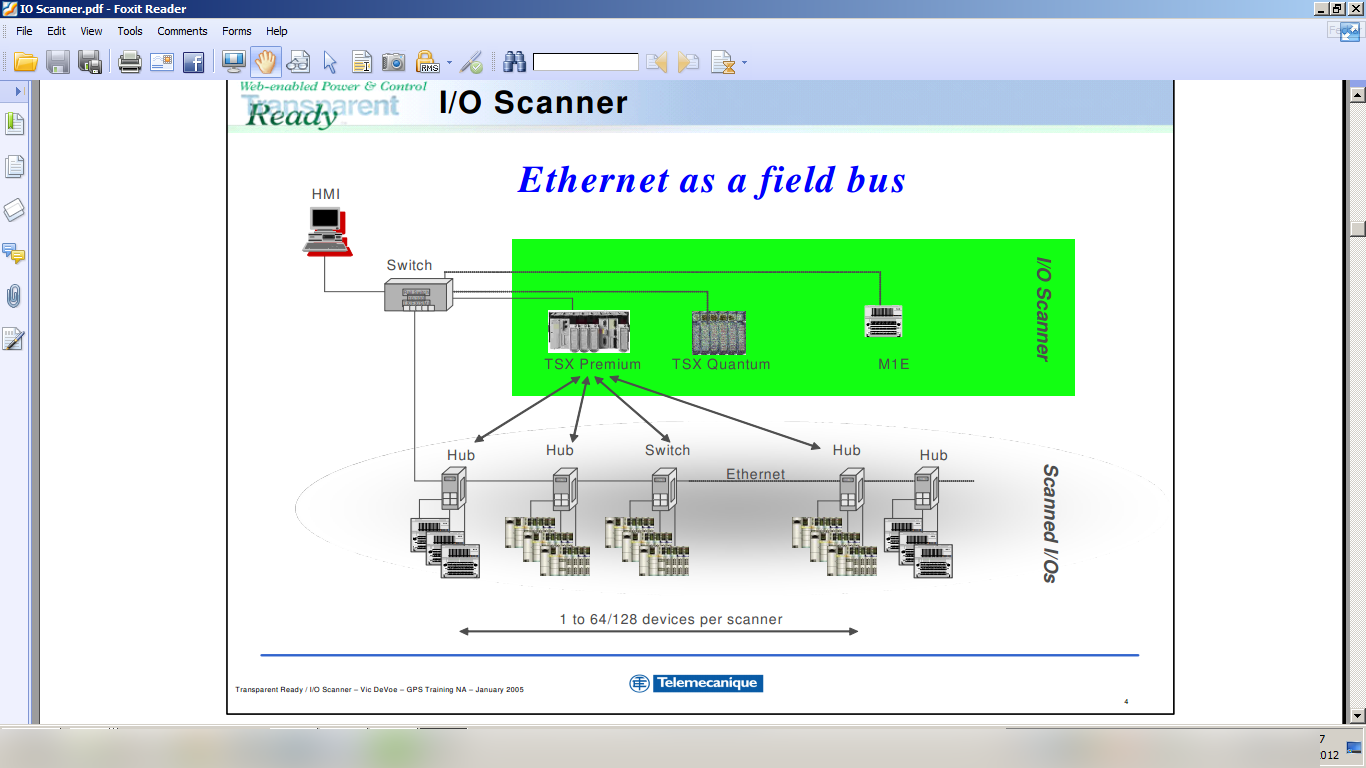 IO Scanner.pdf - Foxit Reader
File Edit View Tools Comments Forms Help
RMS
Web-enabled Power & Control
Transparent
Ready
I/O Scanner
Ethernet as a field bus
HMI
Switch
I/O Scanner
TSX Premium TSX Quantum M1E
Hub Hub Switch Hub Hub
Ethernet
Scanned I/Os
1 to 64/128 devices per scanner
Transparent Ready / I/O Scanner – Vic DeVoe – GPS Training NA – January 2005
Telemecanique
4
7
012